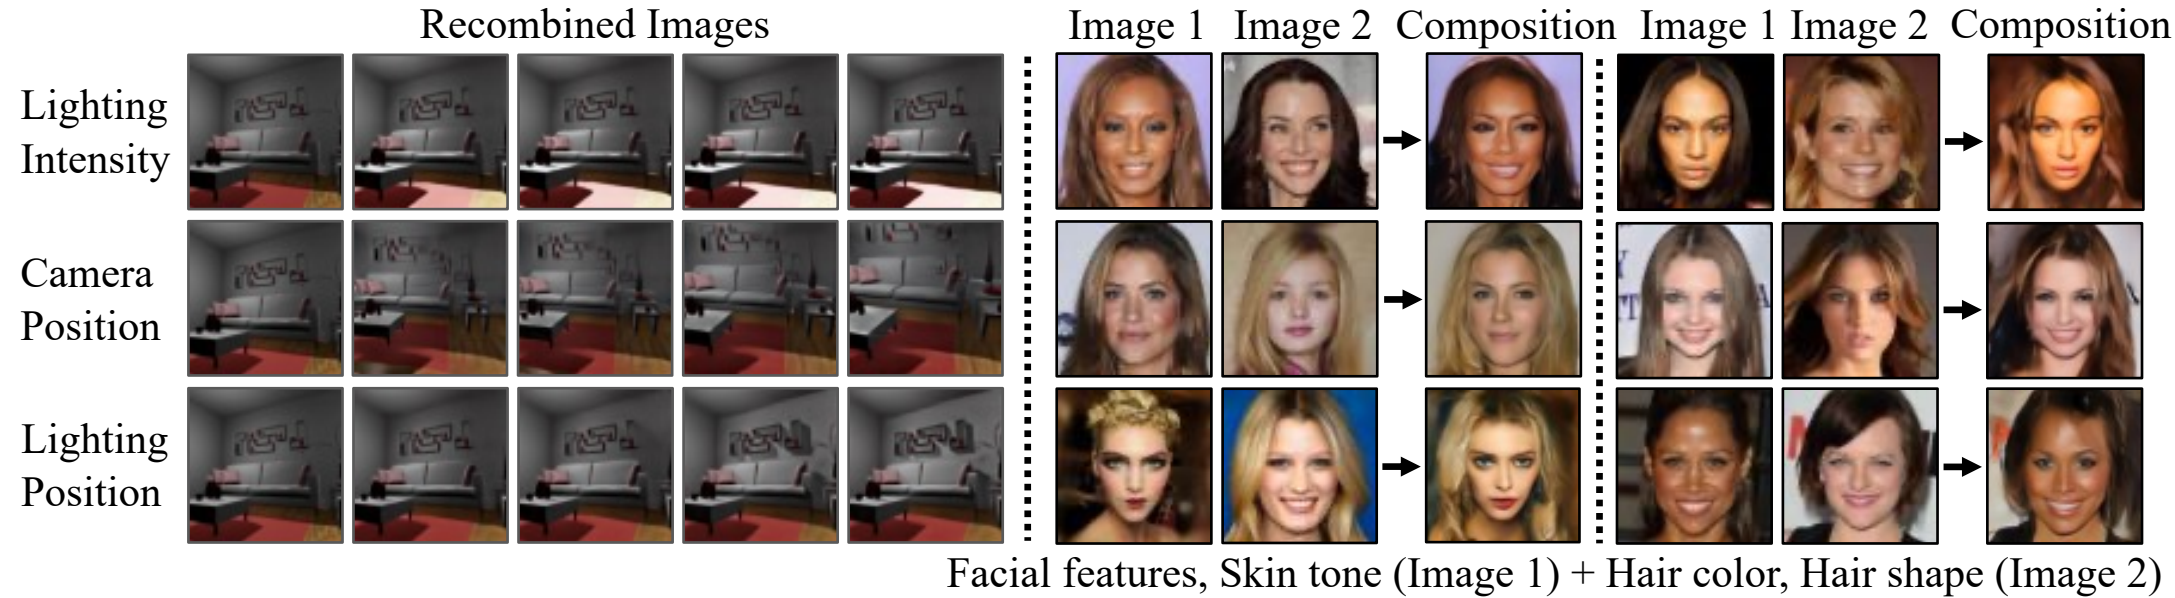 Recombined Images
Image 1 Image 2 Composition Image 1 Image 2 Composition
Lighting
Intensity
Camera
Position
Lighting
Position
Facial features, Skin tone (Image 1) + Hair color, Hair shape (Image 2)